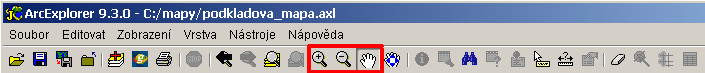 ArcExplorer 9.3.0 - C:/mapy/podkladova_mapa.axl
Soubor Editovat Zobrazení Vrstva Nástroje Nápověda